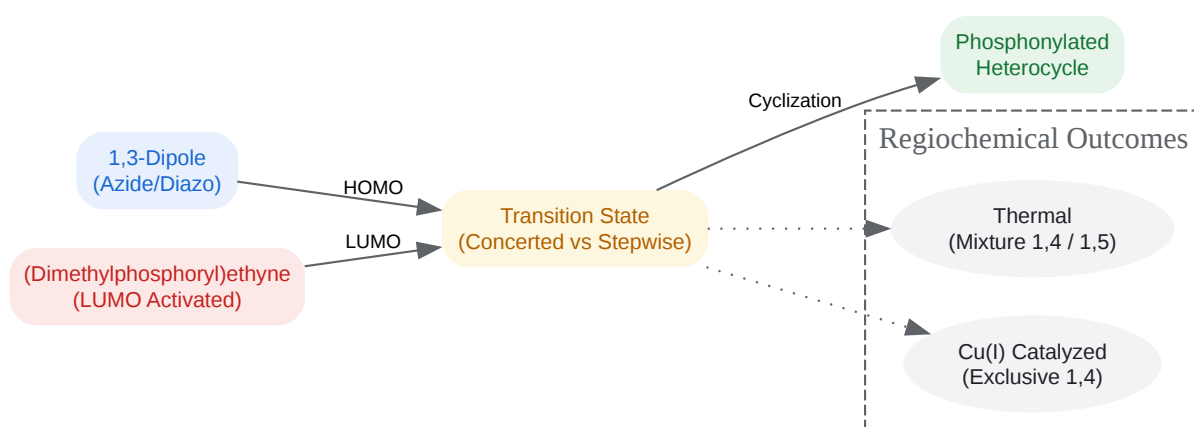 Phosphonylated
Heterocycle
Cyclization
Regiochemical Outcomes
1,3-Dipole
(Azide/Diazo)
HOMO
LUMO
(Dimethylphosphoryl)ethyne
(LUMO Activated)
Transition State
(Concerted vs Stepwise)
Thermal
(Mixture 1,4 / 1,5)
Cu(I) Catalyzed
(Exclusive 1,4)